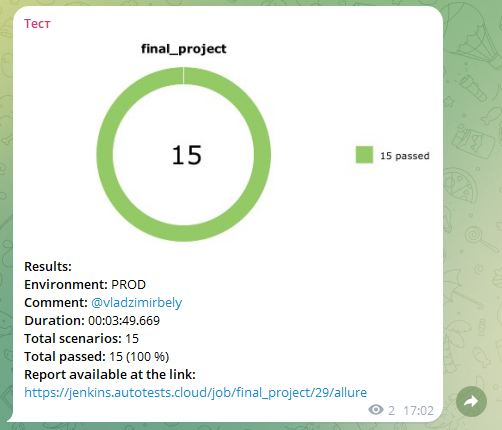 Тест
final_project
15
15 passed
Results:
Environment: PROD
Comment: @vladzimirbely
Duration: 00:03:49.669
Total scenarios: 15
Total passed: 15 (100 %)
Report available at the link:
https://jenkins.autotests.cloud/job/final_project/29/allure
2 17:02